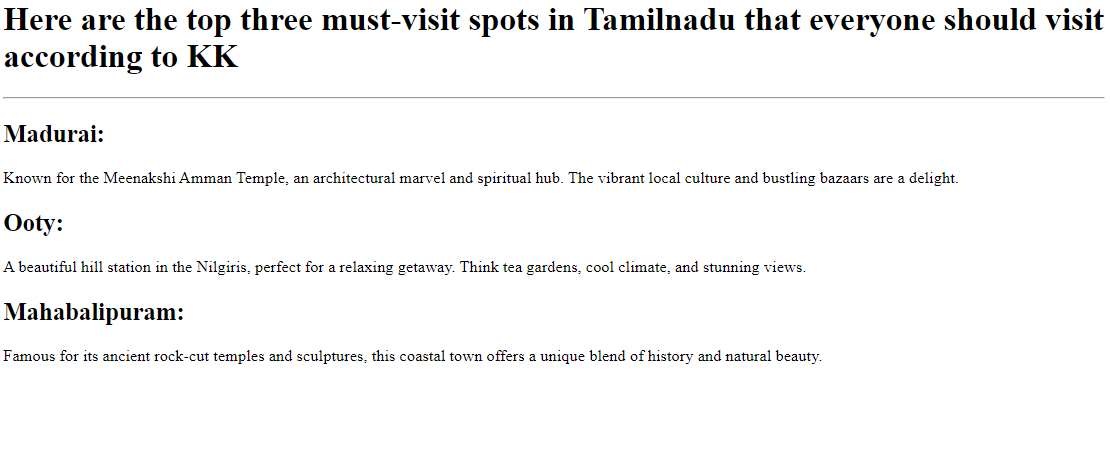 Here are the top three must-visit spots in Tamilnadu that everyone should visit
according to KK
Madurai:
Known for the Meenakshi Amman Temple, an architectural marvel and spiritual hub. The vibrant local culture and bustling bazaars are a delight.
Ooty:
A beautiful hill station in the Nilgiris, perfect for a relaxing getaway. Think tea gardens, cool climate, and stunning views.
Mahabalipuram:
Famous for its ancient rock-cut temples and sculptures, this coastal town offers a unique blend of history and natural beauty.